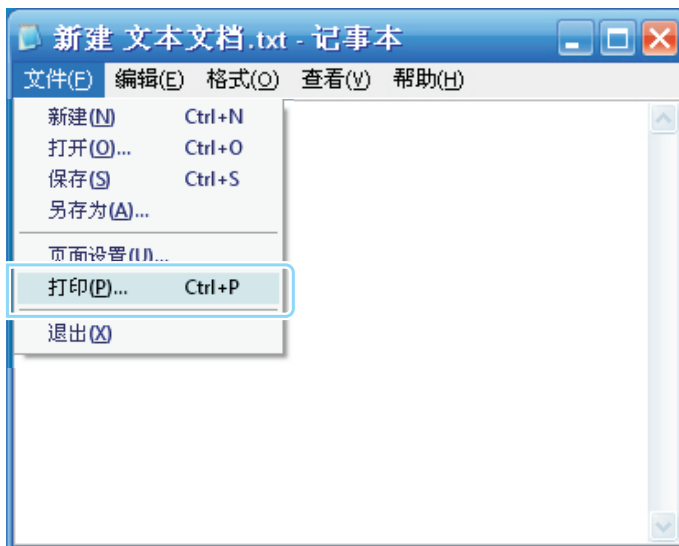 新建 文本文档.txt - 记事本
文件(F) 编辑(E) 格式(O) 查看(V) 帮助(H)
新建(N) Ctrl+N
打开(O)... Ctrl+O
保存(S) Ctrl+S
另存为(A)...
页面设置(U)...
打印(P)... Ctrl+P
退出(X)